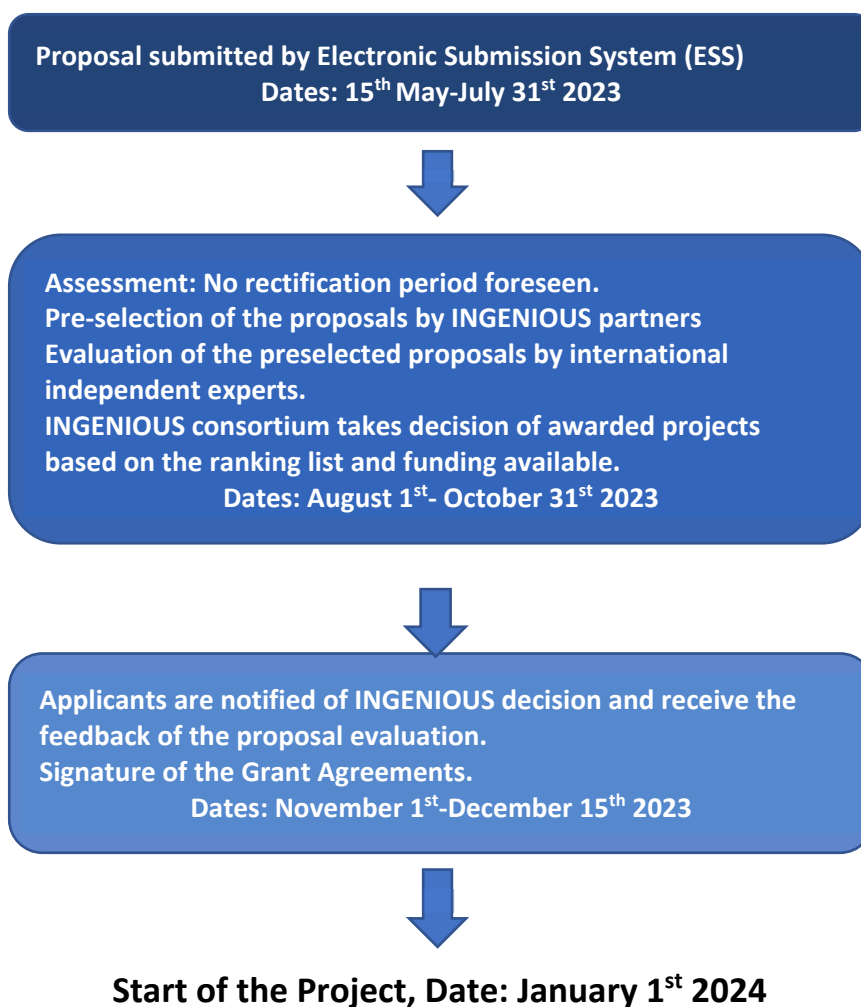 Proposal submitted by Electronic Submission System (ESS)
Dates: 15th May-July 31st 2023
Assessment: No rectification period foreseen.
Pre-selection of the proposals by INGENIOUS partners
Evaluation of the preselected proposals by international
independent experts.
INGENIOUS consortium takes decision of awarded projects
based on the ranking list and funding available.
Dates: August 1st- October 31st 2023
Applicants are notified of INGENIOUS decision and receive the
feedback of the proposal evaluation.
Signature of the Grant Agreements.
Dates: November 1st-December 15th 2023
Start of the Project, Date: January 1st 2024